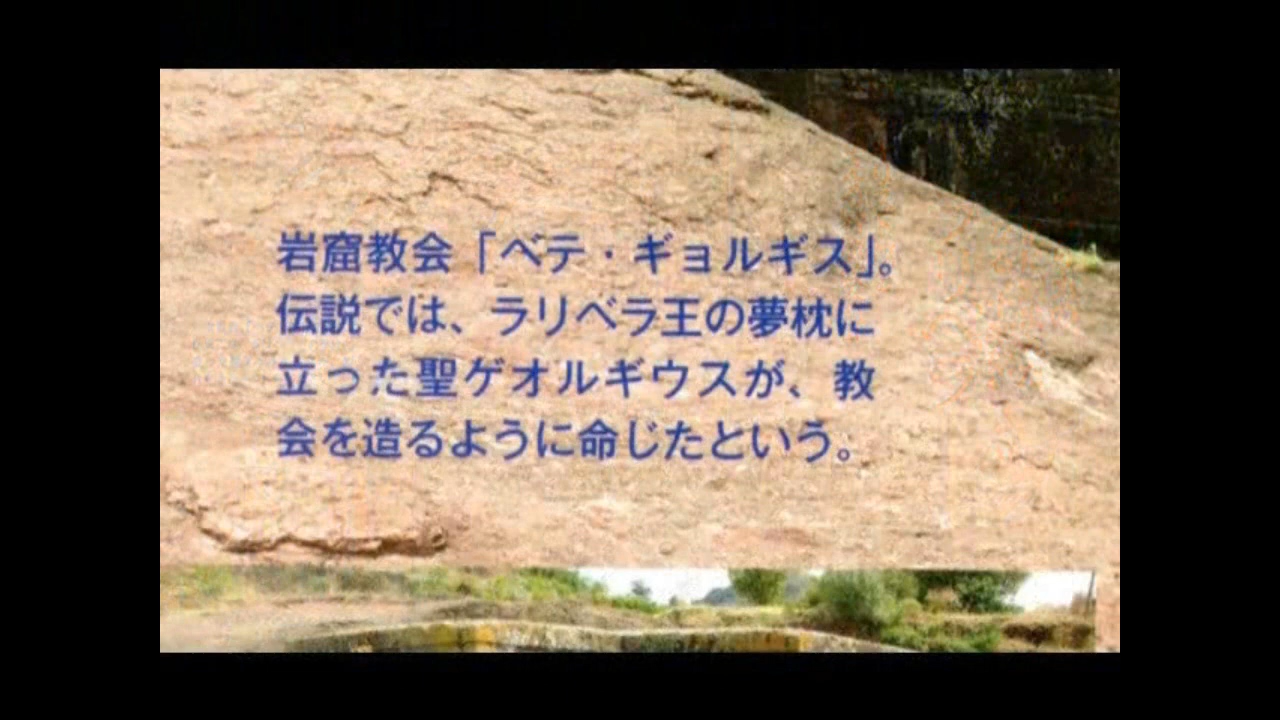 岩窟教会「ベテ・ギョルギス」。
伝説では、ラリベラ王の夢枕に
立った聖ゲオルギウスが、教
会を造るように命じたという。